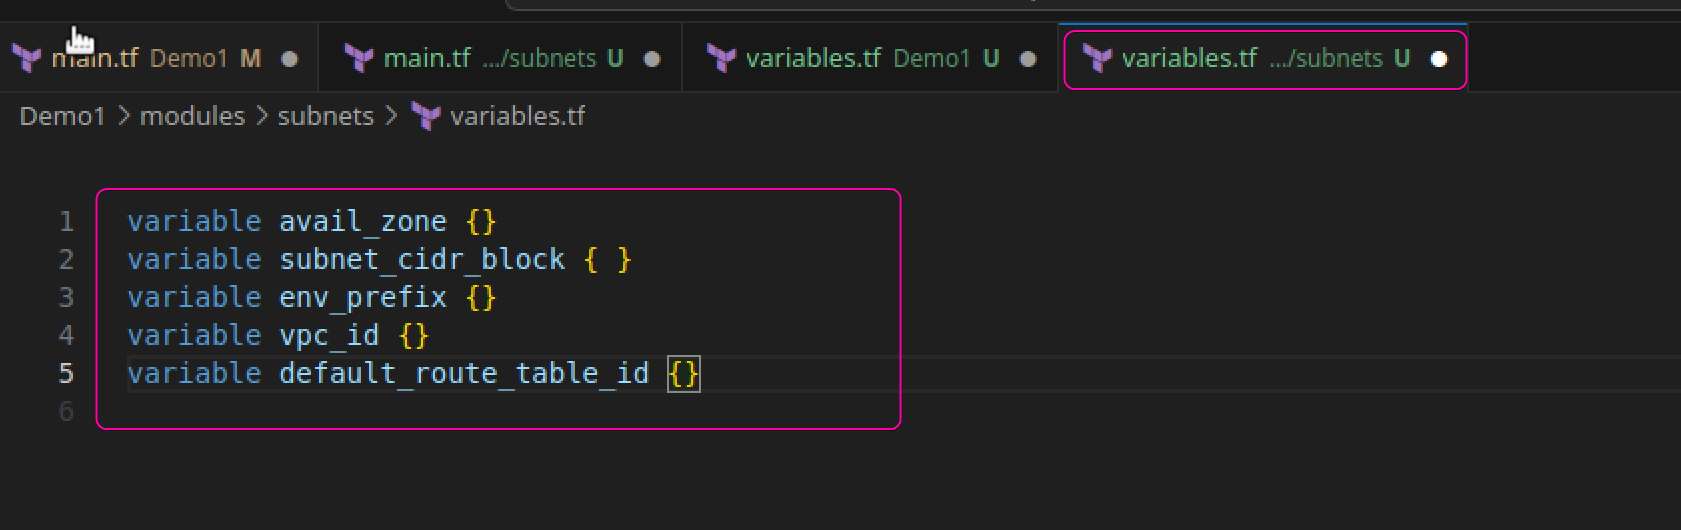 main.tf Demo1 M main.tf .../subnets U variables.tf Demo1 U variables.tf .../subnets U
Demo1 > modules > subnets > variables.tf
1 variable avail_zone {}
2 variable subnet_cidr_block { }
3 variable env_prefix {}
4 variable vpc_id {}
5 variable default_route_table_id {}
6